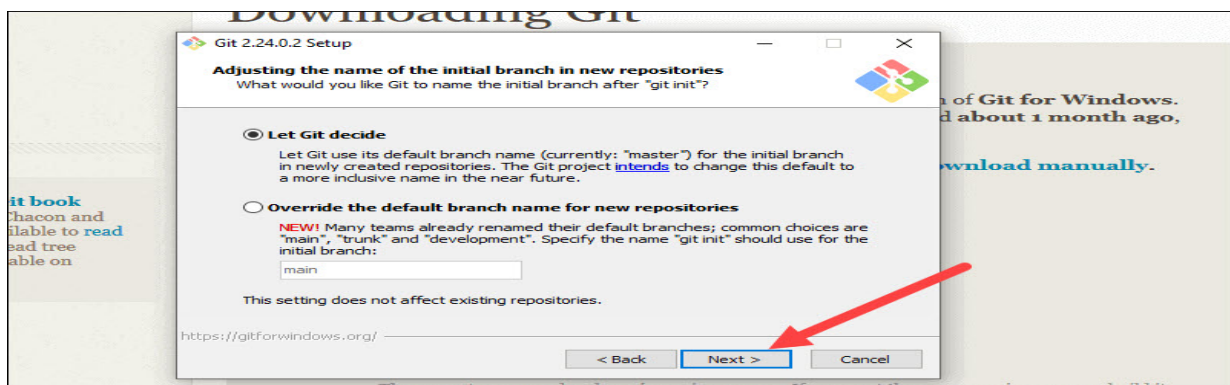 Downloading Git
Git 2.24.0.2 Setup
Adjusting the name of the initial branch in new repositories
What would you like Git to name the initial branch after "git init"?
Let Git decide
Let Git use its default branch name (currently: "master") for the initial branch
in newly created repositories. The Git project intends to change this default to
a more inclusive name in the near future.
Override the default branch name for new repositories
NEW! Many teams already renamed their default branches; common choices are
"main", "trunk" and "development". Specify the name "git init" should use for the
initial branch:
main
This setting does not affect existing repositories.
https://gitforwindows.org/
< Back
Next >
Cancel
of Git for Windows.
about 1 month ago,
manually.
book
Chacon and
to read
tree
on